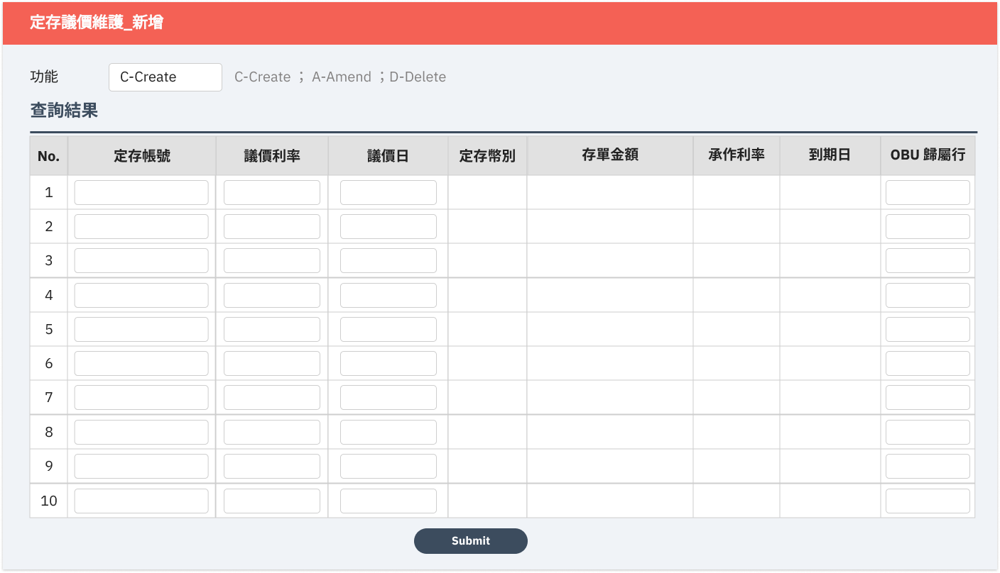 定存議價維護_新增
功能 C-Create C-Create ； A-Amend ；D-Delete
查詢結果
No. 定存帳號 議價利率 議價日 定存幣別 存單金額 承作利率 到期日 OBU 歸屬行
1
2
3
4
5
6
7
8
9
10
Submit